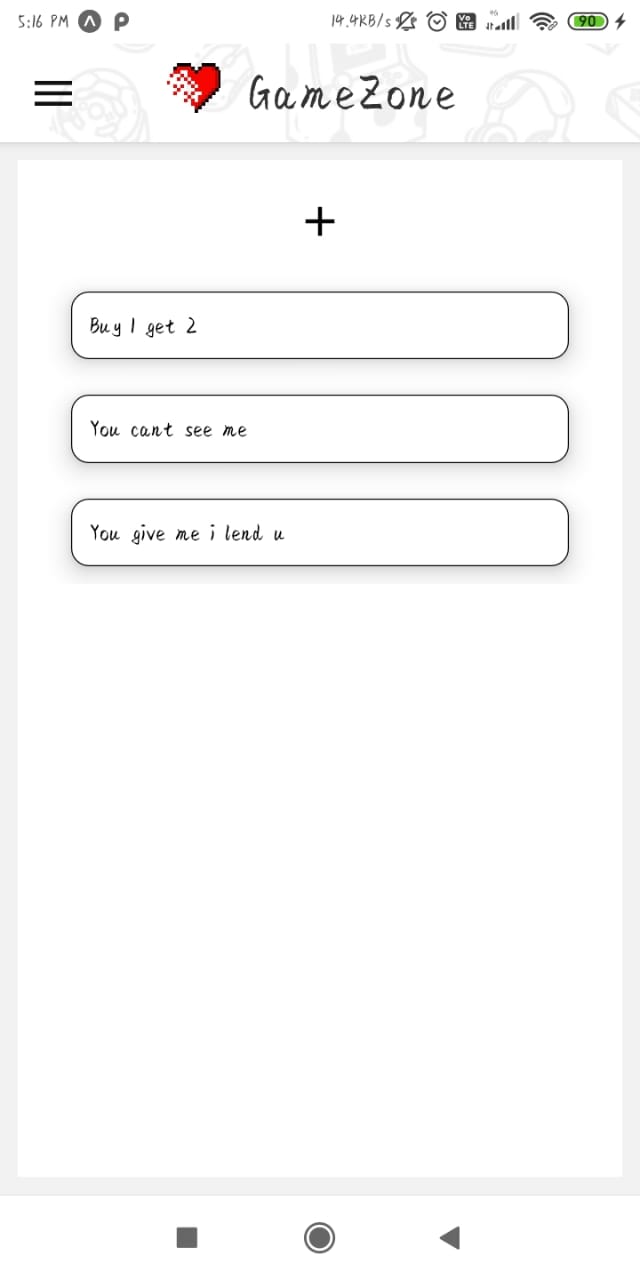 5:16 PM 14.4KB/s Vo LTE 4G 90
GameZone
+
Buy 1 get 2
You cant see me
You give me i lend u